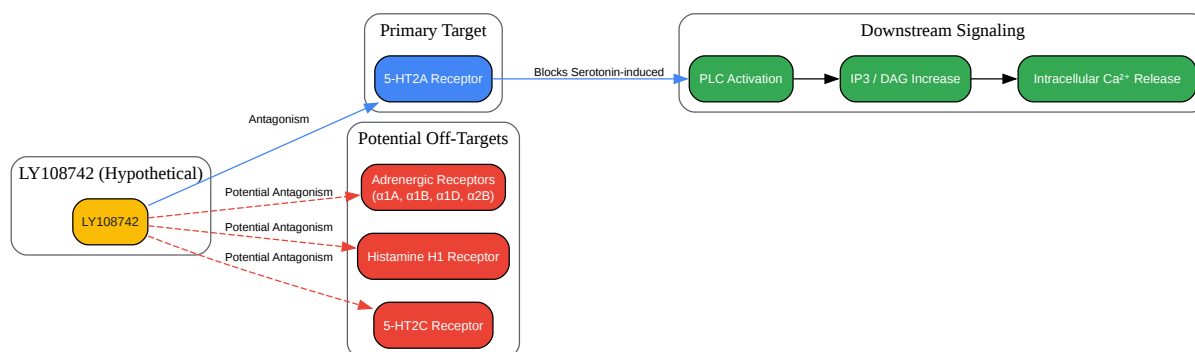 Primary Target
5-HT2A Receptor
Blocks Serotonin-induced
Downstream Signaling
PLC Activation
IP3 / DAG Increase
Intracellular Ca²⁺ Release
Antagonism
LY108742 (Hypothetical)
LY108742
Potential Antagonism
Potential Antagonism
Potential Antagonism
Potential Off-Targets
Adrenergic Receptors
(α1A, α1B, α1D, α2B)
Histamine H1 Receptor
5-HT2C Receptor